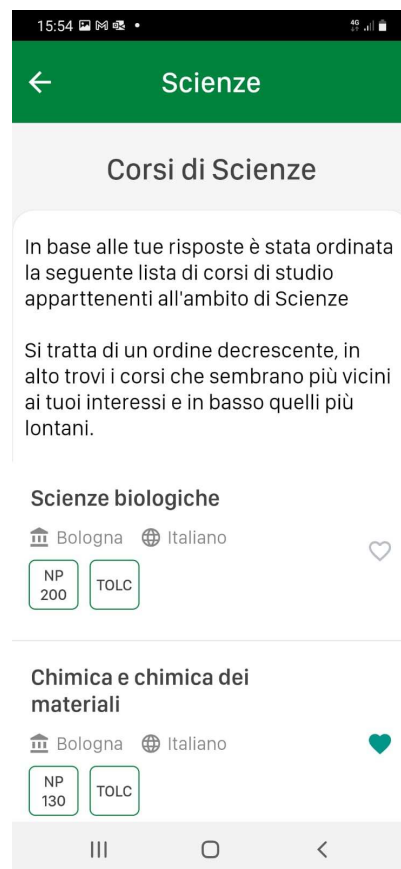 15:54
4G
Scienze
Corsi di Scienze
In base alle tue risposte è stata ordinata
la seguente lista di corsi di studio
apparttenenti all'ambito di Scienze
Si tratta di un ordine decrescente, in
alto trovi i corsi che sembrano più vicini
ai tuoi interessi e in basso quelli più
lontani.
Scienze biologiche
Bologna Italiano
NP
200
TOLC
Chimica e chimica dei
materiali
Bologna Italiano
NP
130
TOLC